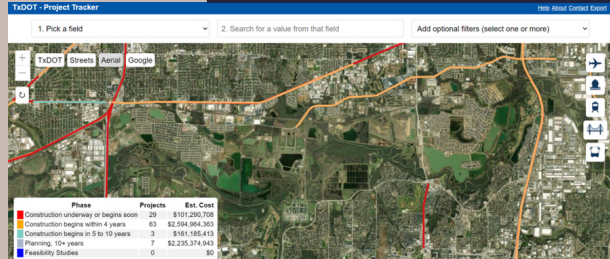 TxDOT - Project Tracker
Help About Contact Export
1. Pick a field
2. Search for a value from that field
Add optional filters (select one or more)
TxDOT Streets Aerial Google
Phase Projects Est. Cost
Construction underway or begins soon 29 $101,290,708
Construction begins within 4 years 63 $2,594,964,363
Construction begins in 5 to 10 years 3 $161,185,413
Planning, 10+ years 7 $2,235,374,943
Feasibility Studies 0 $0